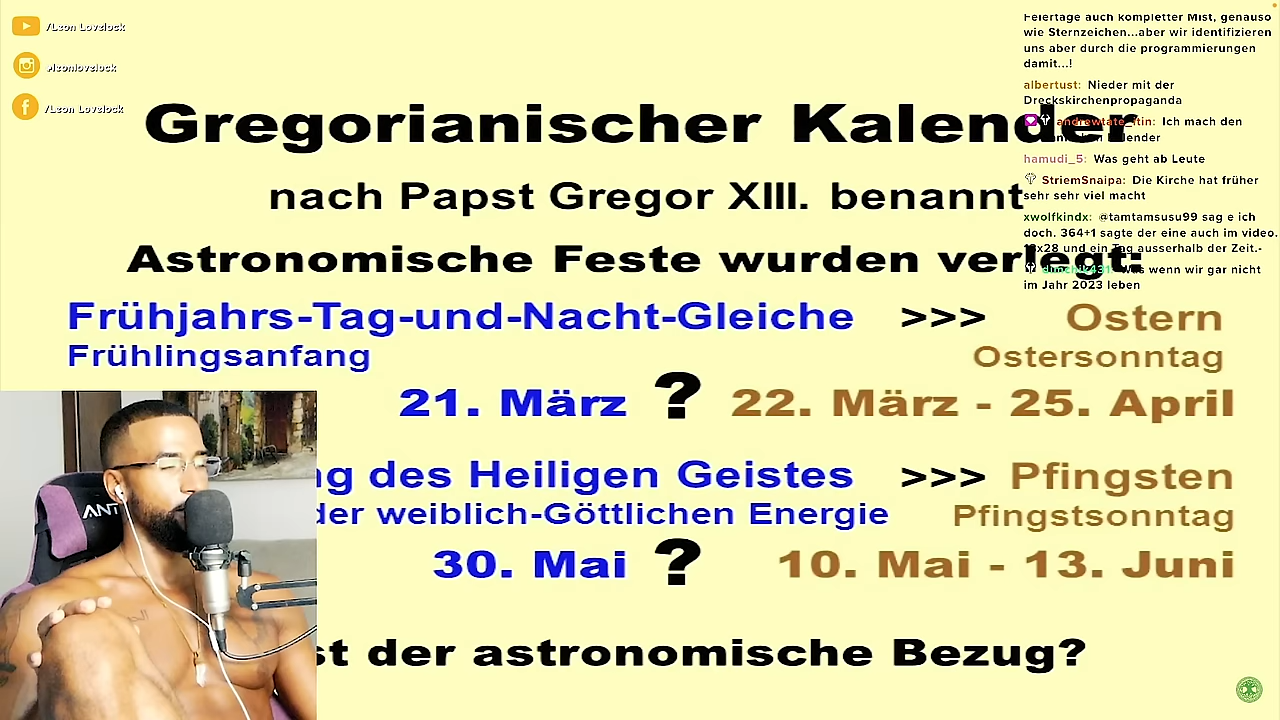 /Leon Lovelock
/Leon Lovelock
Feiertage auch kompletter Mist, genauso
wie Sternzeichen...aber wir identifizieren
uns aber durch die programmierungen
damit...!
albertust: Nieder mit der
Dreckskirchenpropaganda
Ich mach den
Kalender
hamudi_5: Was geht ab Leute
StriemSnaipa: Die Kirche hat früher
sehr sehr viel macht
xwolfkindx: @tamtamsusu99 sag e ich
doch. 364+1 sagte der eine auch im video.
13x28 und ein Tag ausserhalb der Zeit.-
Was wenn wir gar nicht
im Jahr 2023 leben
Gregorianischer Kalender
nach Papst Gregor XIII. benannt
Astronomische Feste wurden verlegt:
Frühjahrs-Tag-und-Nacht-Gleiche >>> Ostern
Frühlingsanfang Ostersonntag
21. März ? 22. März - 25. April
ng des Heiligen Geistes >>> Pfingsten
der weiblich-Göttlichen Energie Pfingstsonntag
30. Mai ? 10. Mai - 13. Juni
st der astronomische Bezug?
ANT